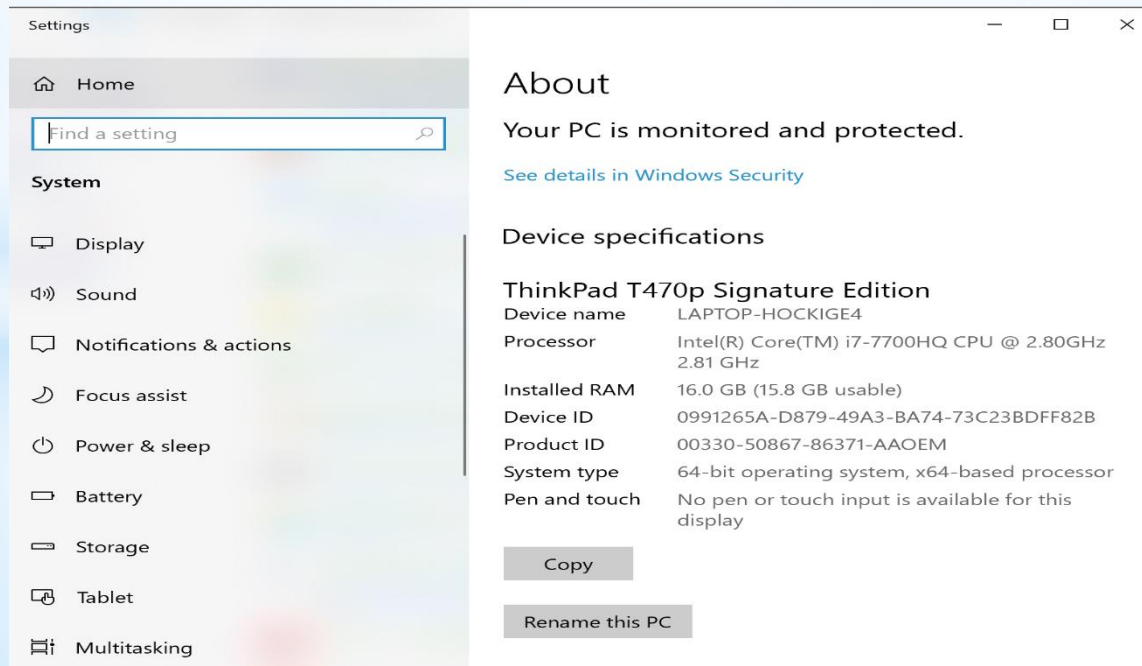 Settings
Home
Find a setting
System
Display
Sound
Notifications & actions
Focus assist
Power & sleep
Battery
Storage
Tablet
Multitasking
About
Your PC is monitored and protected.
See details in Windows Security
Device specifications
ThinkPad T470p Signature Edition
Device name LAPTOP-HOCKIGE4
Processor Intel(R) Core(TM) i7-7700HQ CPU @ 2.80GHz
2.81 GHz
Installed RAM 16.0 GB (15.8 GB usable)
Device ID 0991265A-D879-49A3-BA74-73C23BDFF82B
Product ID 00330-50867-86371-AAOEM
System type 64-bit operating system, x64-based processor
Pen and touch No pen or touch input is available for this
display
Copy
Rename this PC